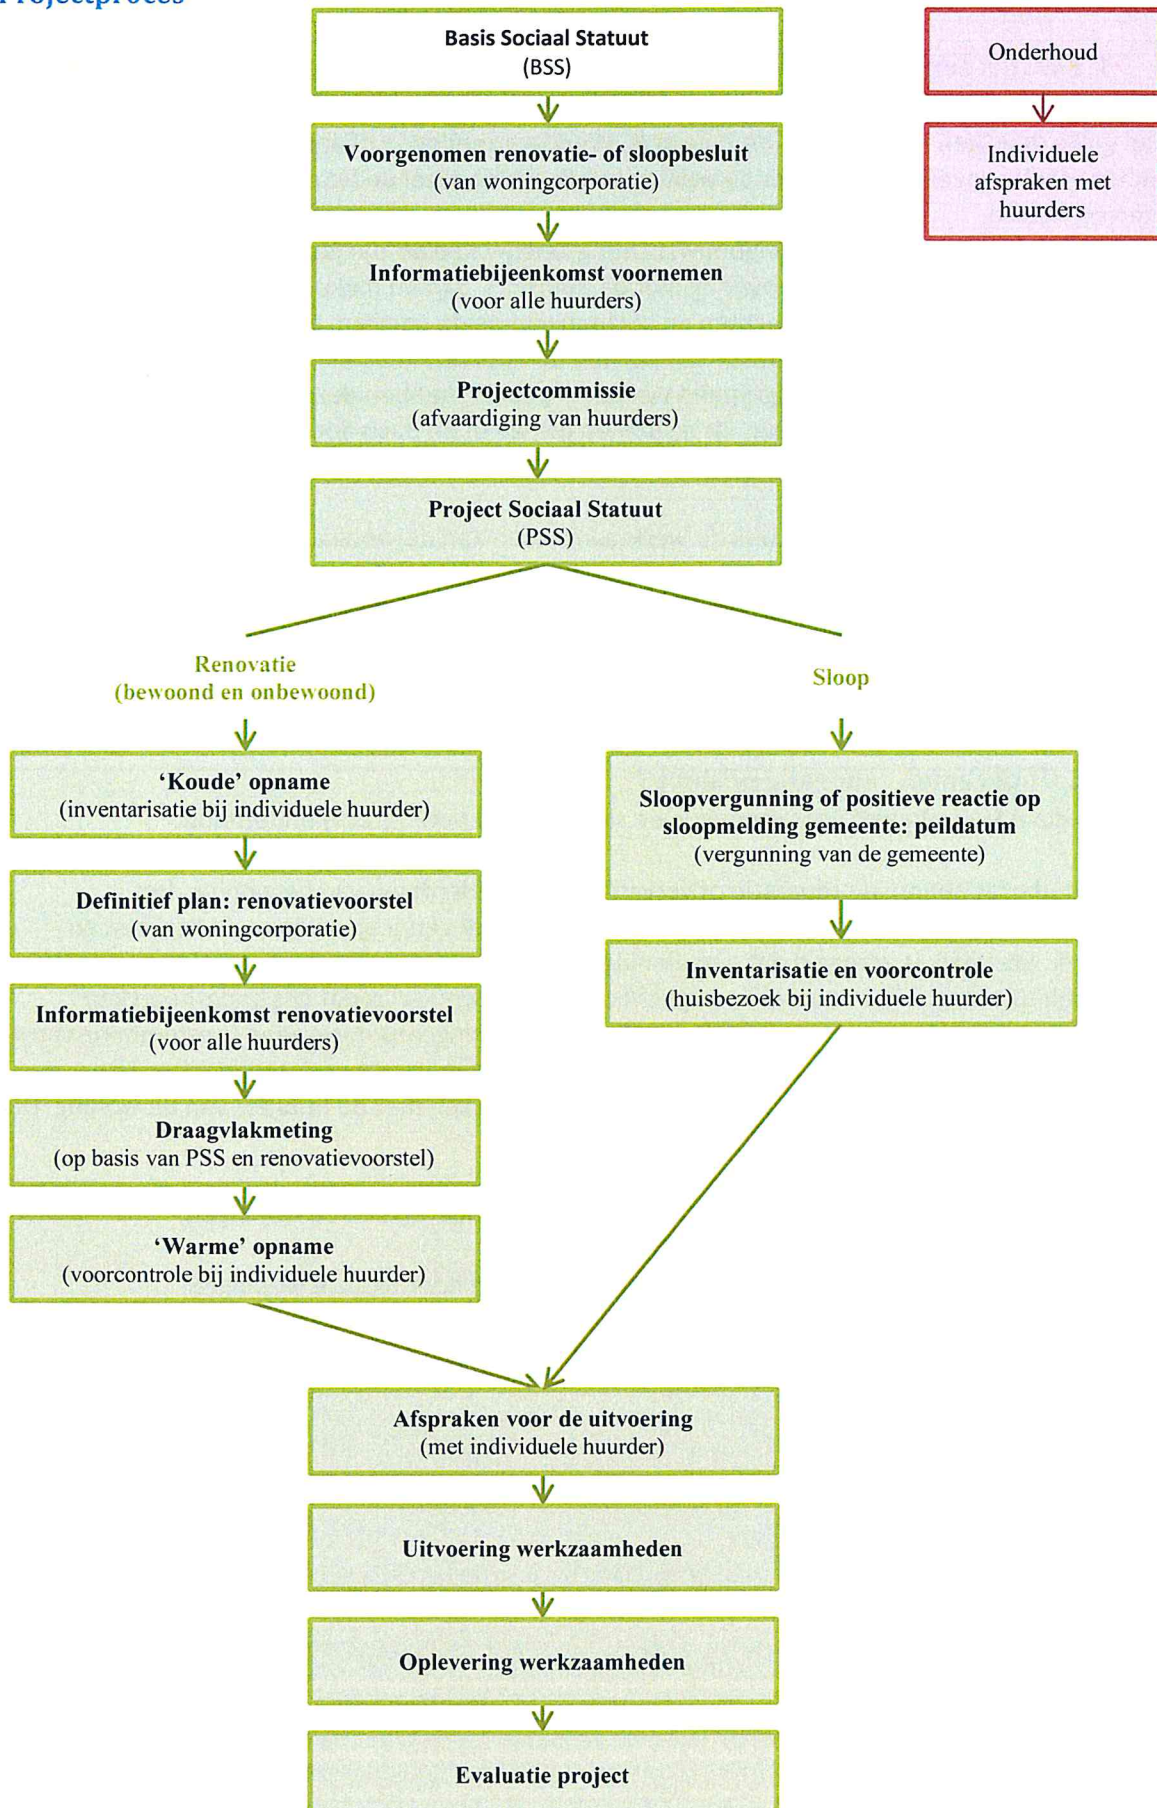 Projectproces
Basis Sociaal Statuut
(BSS)
Onderhoud
Voorgenomen renovatie- of sloopbesluit
(van woningcorporatie)
Individuele
afspraken met
huurders
Informatiebijeenkomst voornemen
(voor alle huurders)
Projectcommissie
(afvaardiging van huurders)
Project Sociaal Statuut
(PSS)
Renovatie
(bewoond en onbewoond)
‘Koude’ opname
(inventarisatie bij individuele huurder)
Definitief plan: renovatievoorstel
(van woningcorporatie)
Informatiebijeenkomst renovatievoorstel
(voor alle huurders)
Draagvlakmeting
(op basis van PSS en renovatievoorstel)
‘Warme’ opname
(voorcontrole bij individuele huurder)
Sloop
Sloopvergunning of positieve reactie op
sloopmelding gemeente: peildatum
(vergunning van de gemeente)
Inventarisatie en voorcontrole
(huisbezoek bij individuele huurder)
Afspraken voor de uitvoering
(met individuele huurder)
Uitvoering werkzaamheden
Oplevering werkzaamheden
Evaluatie project